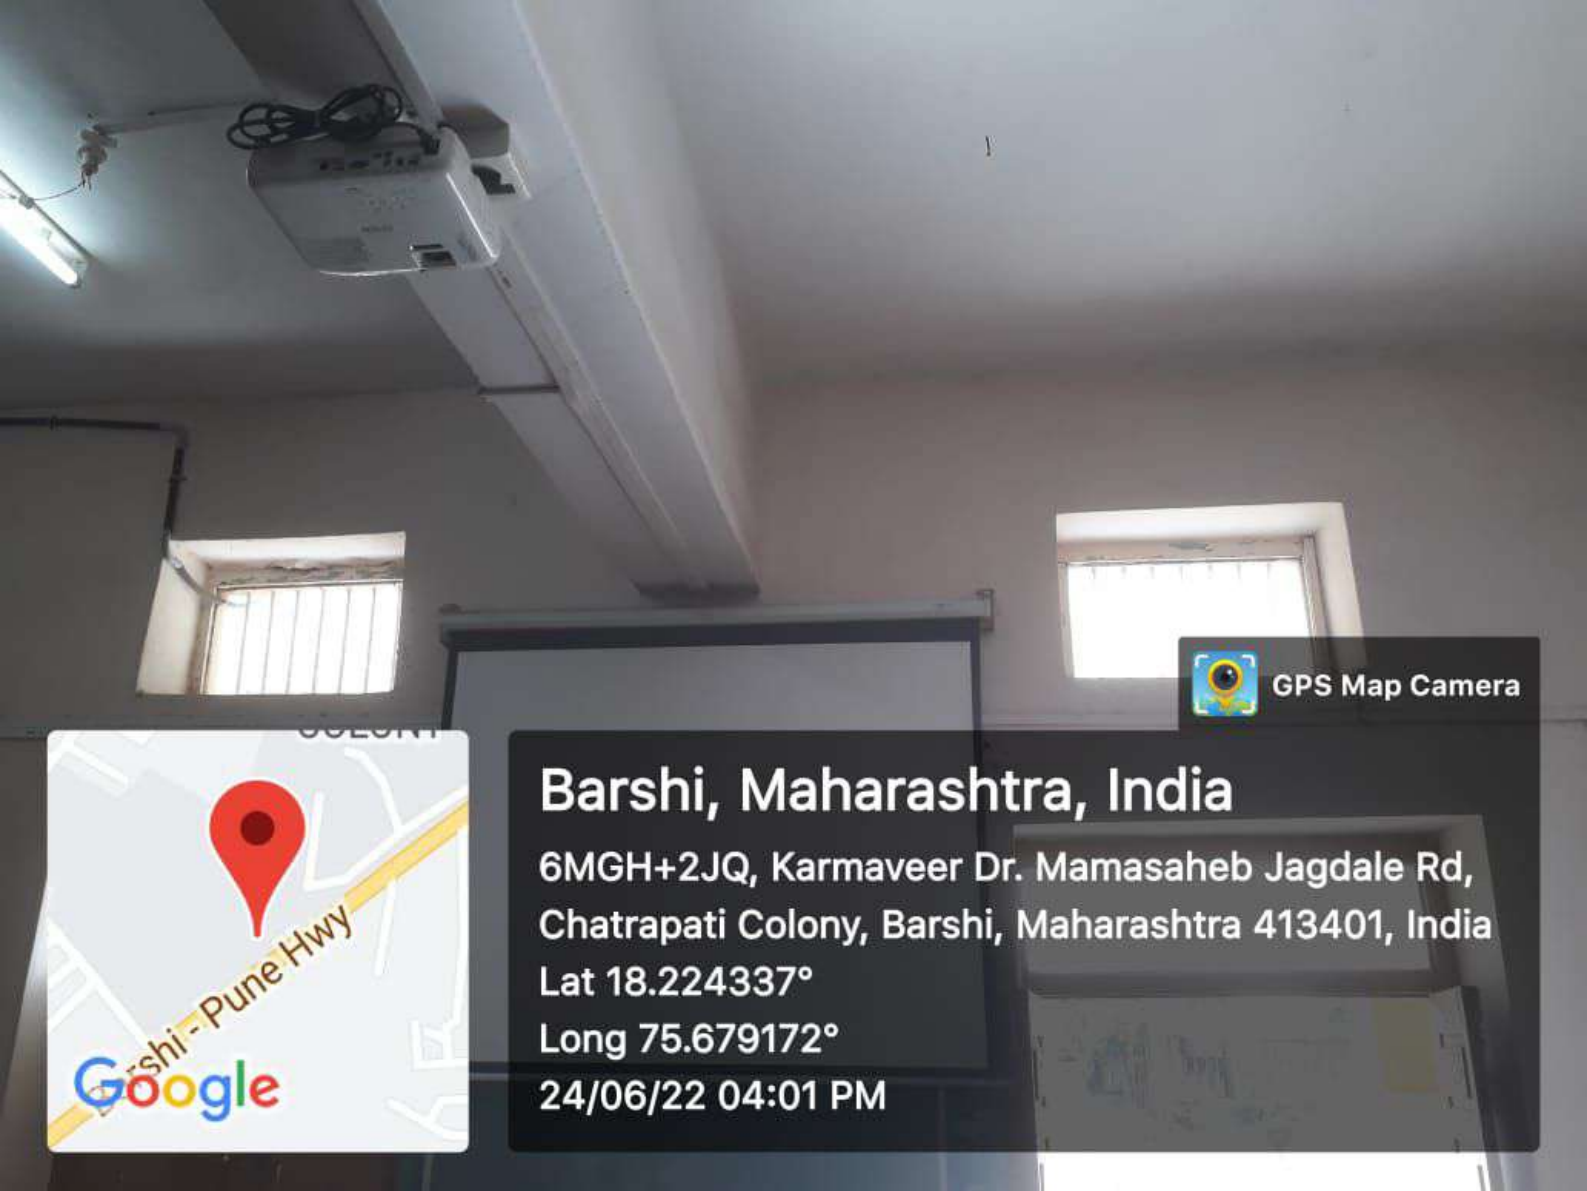 GPS Map Camera
Barshi, Maharashtra, India
6MGH+2JQ, Karmaveer Dr. Mamasaheb Jagdale Rd,
Chatrapati Colony, Barshi, Maharashtra 413401, India
Lat 18.224337°
Long 75.679172°
24/06/22 04:01 PM
Pune Hwy
Google